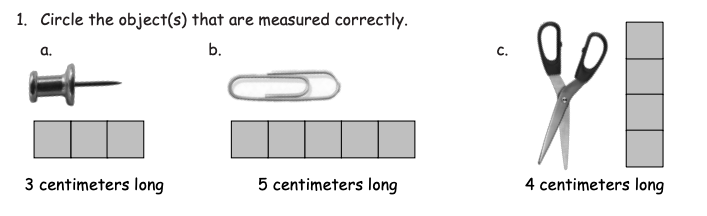 1. Circle the object(s) that are measured correctly.
a. b. c.
3 centimeters long 5 centimeters long 4 centimeters long